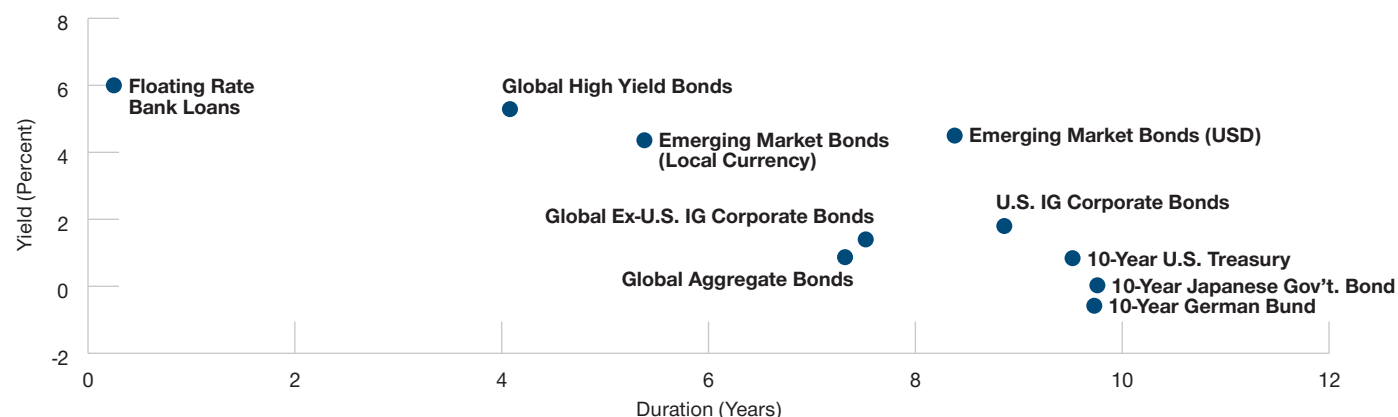 8
6
4
2
0
-2
Yield (Percent)
Floating Rate
Bank Loans
Global High Yield Bonds
Emerging Market Bonds
(Local Currency)
Emerging Market Bonds (USD)
U.S. IG Corporate Bonds
Global Ex-U.S. IG Corporate Bonds
Global Aggregate Bonds
10-Year U.S. Treasury
10-Year Japanese Gov’t. Bond
10-Year German Bund
0 2 4 6 8 10 12
Duration (Years)